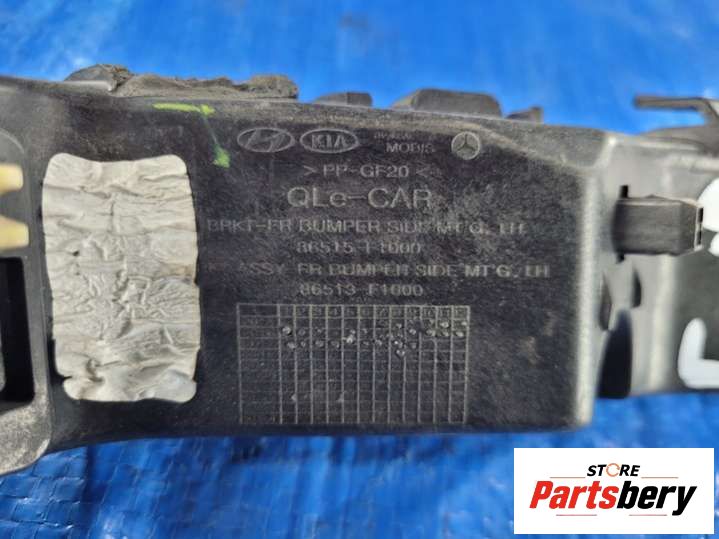 KIA MOBIS
> PP-GF20 <
QLe-CAR
BRKT-FR BUMPER SIDE MT'G, LH
86515 F1000
ASSY FR BUMPER SIDE MT'G, LH
86513 F1000
STORE
Partsbery